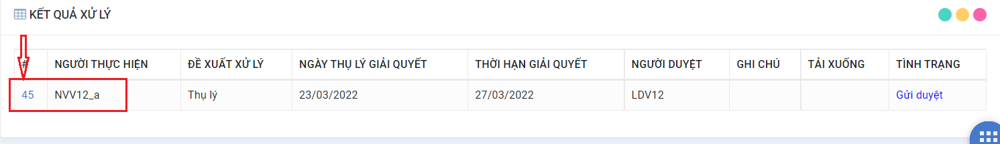 KẾT QUẢ XỬ LÝ
# NGƯỜI THỰC HIỆN ĐỀ XUẤT XỬ LÝ NGÀY THỤ LÝ GIẢI QUYẾT THỜI HẠN GIẢI QUYẾT NGƯỜI DUYỆT GHI CHÚ TẢI XUỐNG TÌNH TRẠNG
45 NVV12_a Thụ lý 23/03/2022 27/03/2022 LDV12 Gửi duyệt